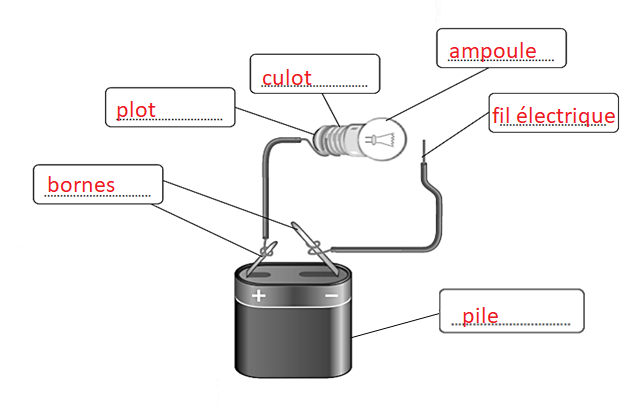 ampoule
culot
plot
fil électrique
bornes
+ −
pile